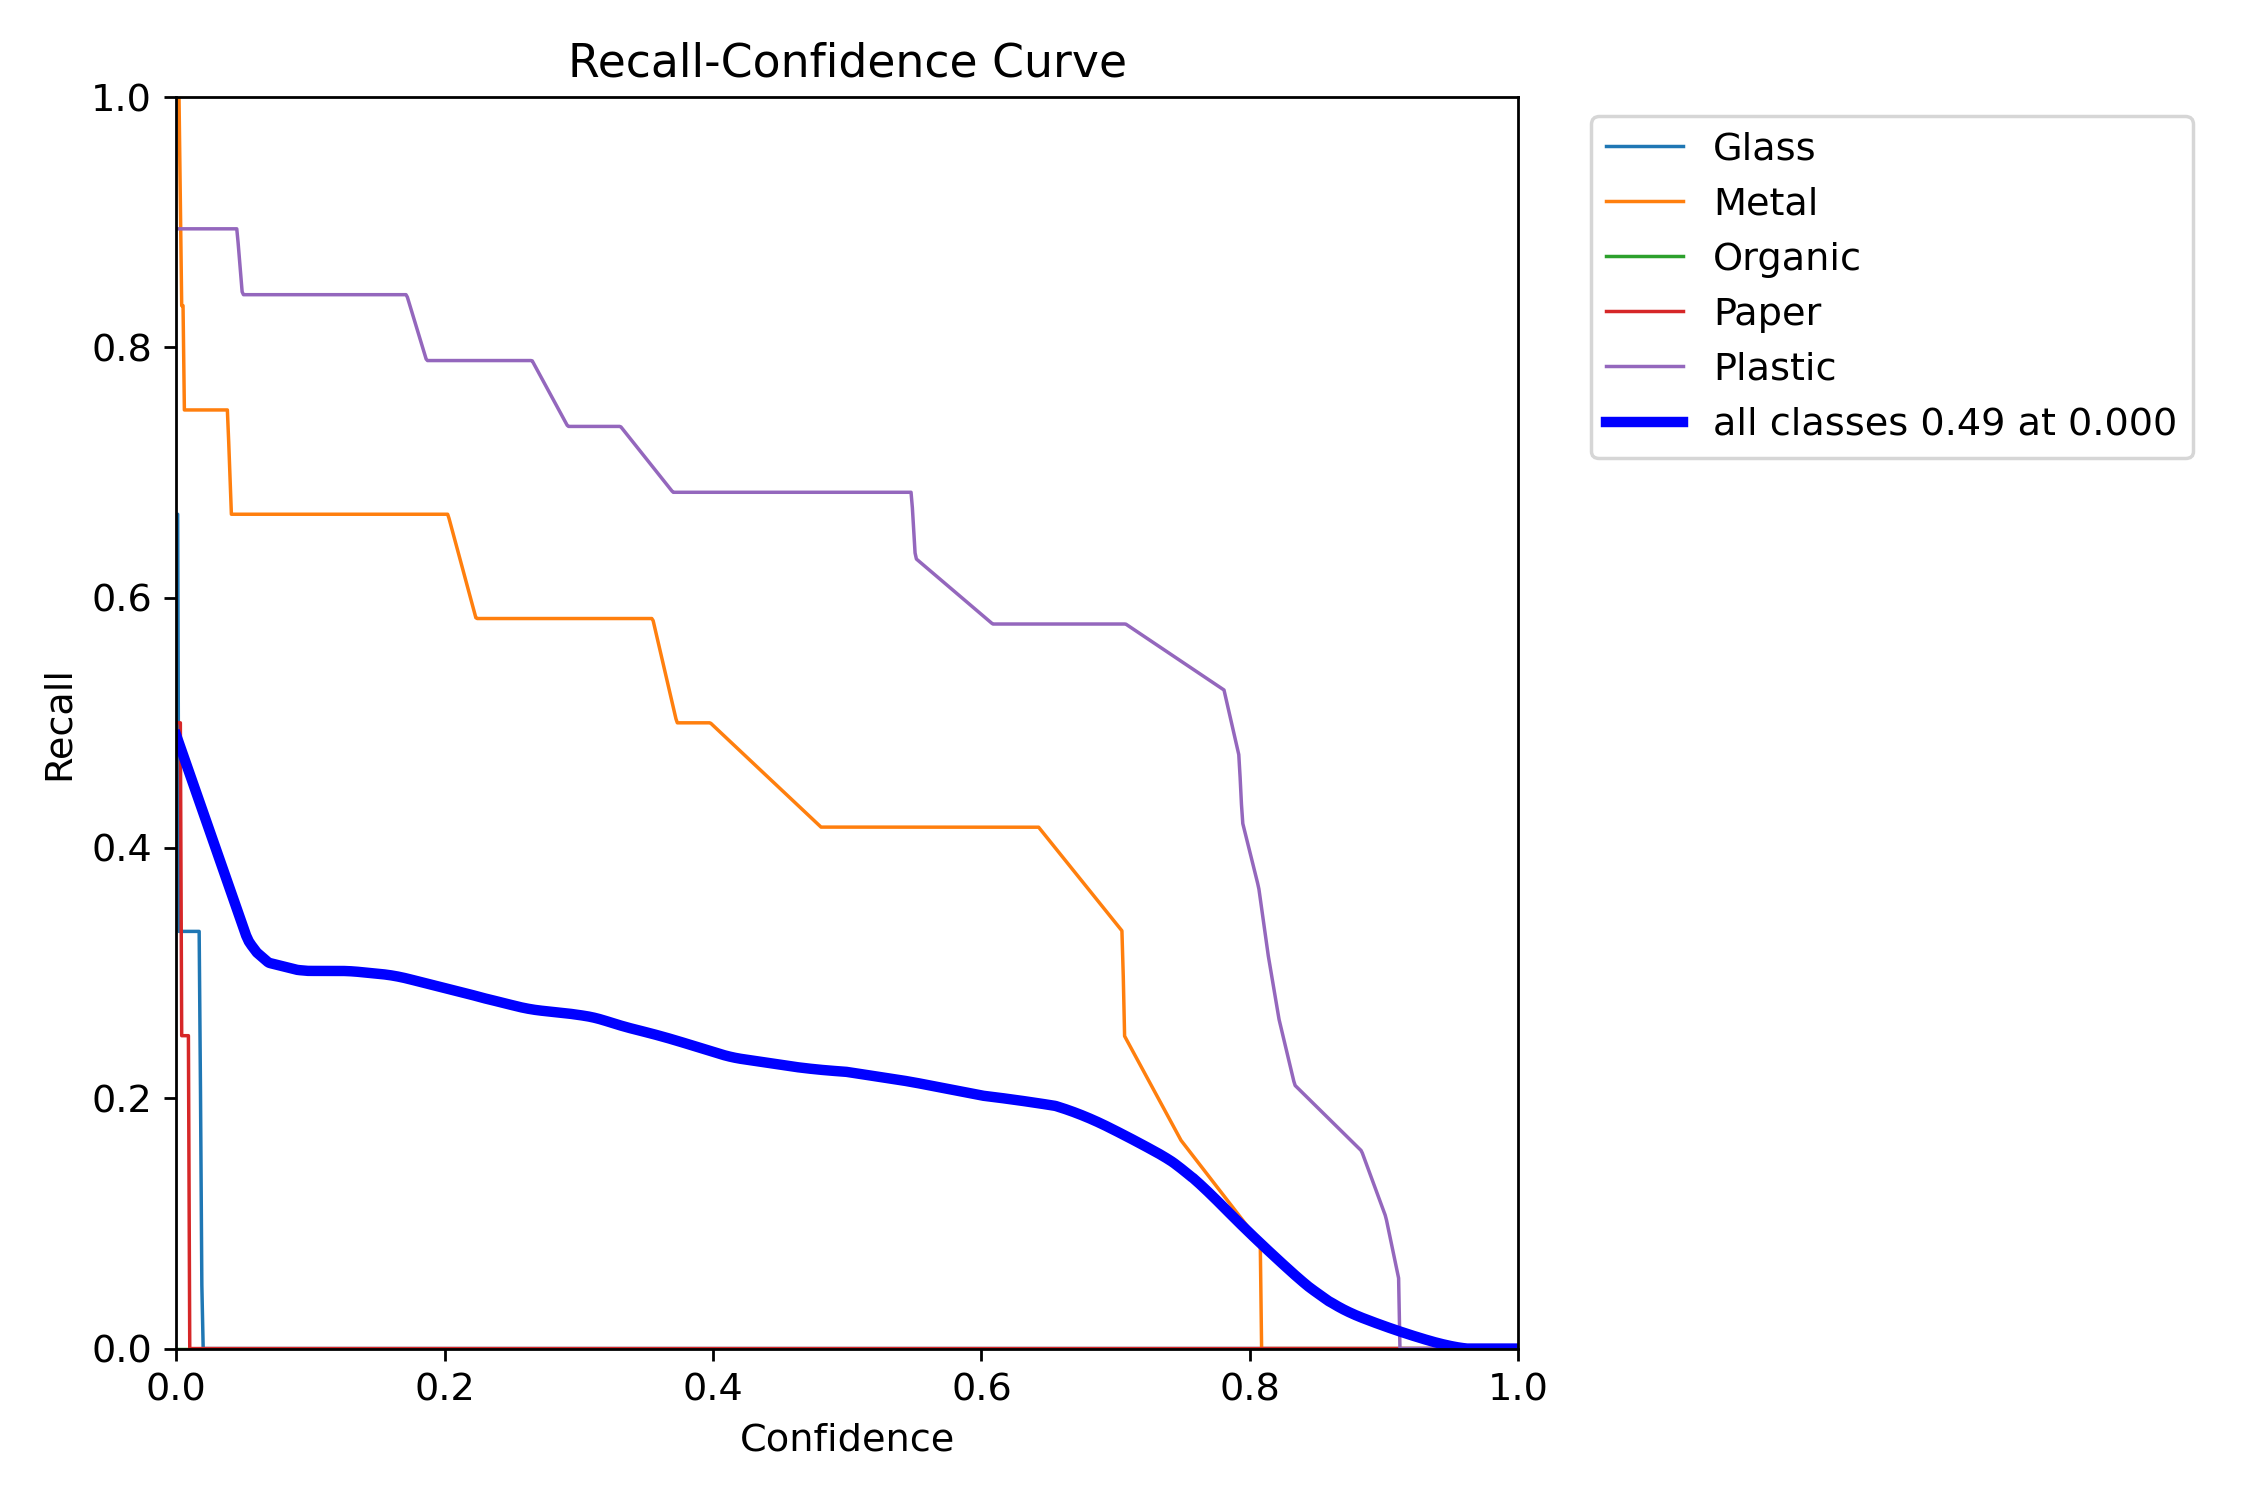 Recall-Confidence Curve
1.0
0.8
0.6
0.4
0.2
0.0
Recall
0.0 0.2 0.4 0.6 0.8 1.0
Confidence
Glass
Metal
Organic
Paper
Plastic
all classes 0.49 at 0.000